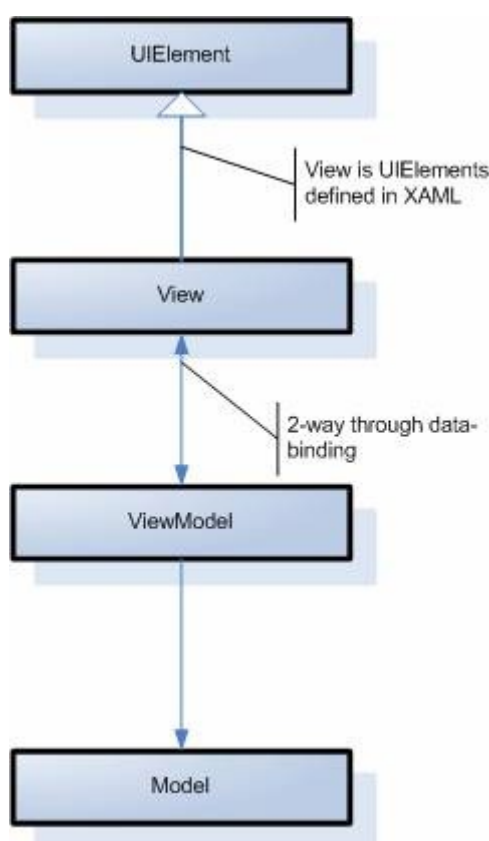 UIElement
View is UIElements
defined in XAML
View
2-way through data-
binding
ViewModel
Model